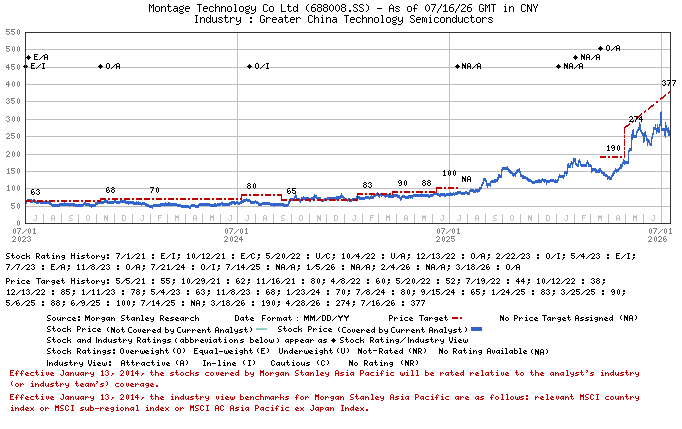 Montage Technology Co Ltd (688008.SS) - As of 07/16/26 GMT in CNY
Industry : Greater China Technology Semiconductors
550
500
450
400
350
300
250
200
150
100
50
0
E/A
E/I
O/A
O/I
NA/A
NA/A
NA/A
O/A
63
68
70
80
65
83
90
88
100
NA
190
274
377
J A S O N D J F M A M J J A S O N D J F M A M J J A S O N D J F M A M J
07/01
2023
07/01
2024
07/01
2025
07/01
2026
Stock Rating History: 7/1/21 : E/I; 10/12/21 : E/C; 5/20/22 : U/C; 10/4/22 : U/A; 12/13/22 : O/A; 2/22/23 : O/I; 5/4/23 : E/I;
7/7/23 : E/A; 11/8/23 : O/A; 7/21/24 : O/I; 7/14/25 : NA/A; 1/5/26 : NA/A; 2/4/26 : NA/A; 3/18/26 : O/A
Price Target History: 5/5/21 : 55; 10/29/21 : 62; 11/16/21 : 80; 4/8/22 : 60; 5/20/22 : 52; 7/19/22 : 44; 10/12/22 : 38;
12/13/22 : 85; 1/11/23 : 78; 5/4/23 : 63; 11/8/23 : 68; 1/23/24 : 70; 7/8/24 : 80; 9/15/24 : 65; 1/24/25 : 83; 3/25/25 : 90;
5/6/25 : 88; 6/9/25 : 100; 7/14/25 : NA; 3/18/26 : 190; 4/28/26 : 274; 7/16/26 : 377
Source: Morgan Stanley Research Date Format : MM/DD/YY Price Target No Price Target Assigned (NA)
Stock Price (Not Covered by Current Analyst) Stock Price (Covered by Current Analyst)
Stock and Industry Ratings (abbreviations below) appear as ◆ Stock Rating/Industry View
Stock Ratings: Overweight (O) Equal-weight (E) Underweight (U) Not-Rated (NR) No Rating Available (NA)
Industry View: Attractive (A) In-line (I) Cautious (C) No Rating (NR)
Effective January 13, 2014, the stocks covered by Morgan Stanley Asia Pacific will be rated relative to the analyst's industry
(or industry team's) coverage.
Effective January 13, 2014, the industry view benchmarks for Morgan Stanley Asia Pacific are as follows: relevant MSCI country
index or MSCI sub-regional index or MSCI AC Asia Pacific ex Japan Index.